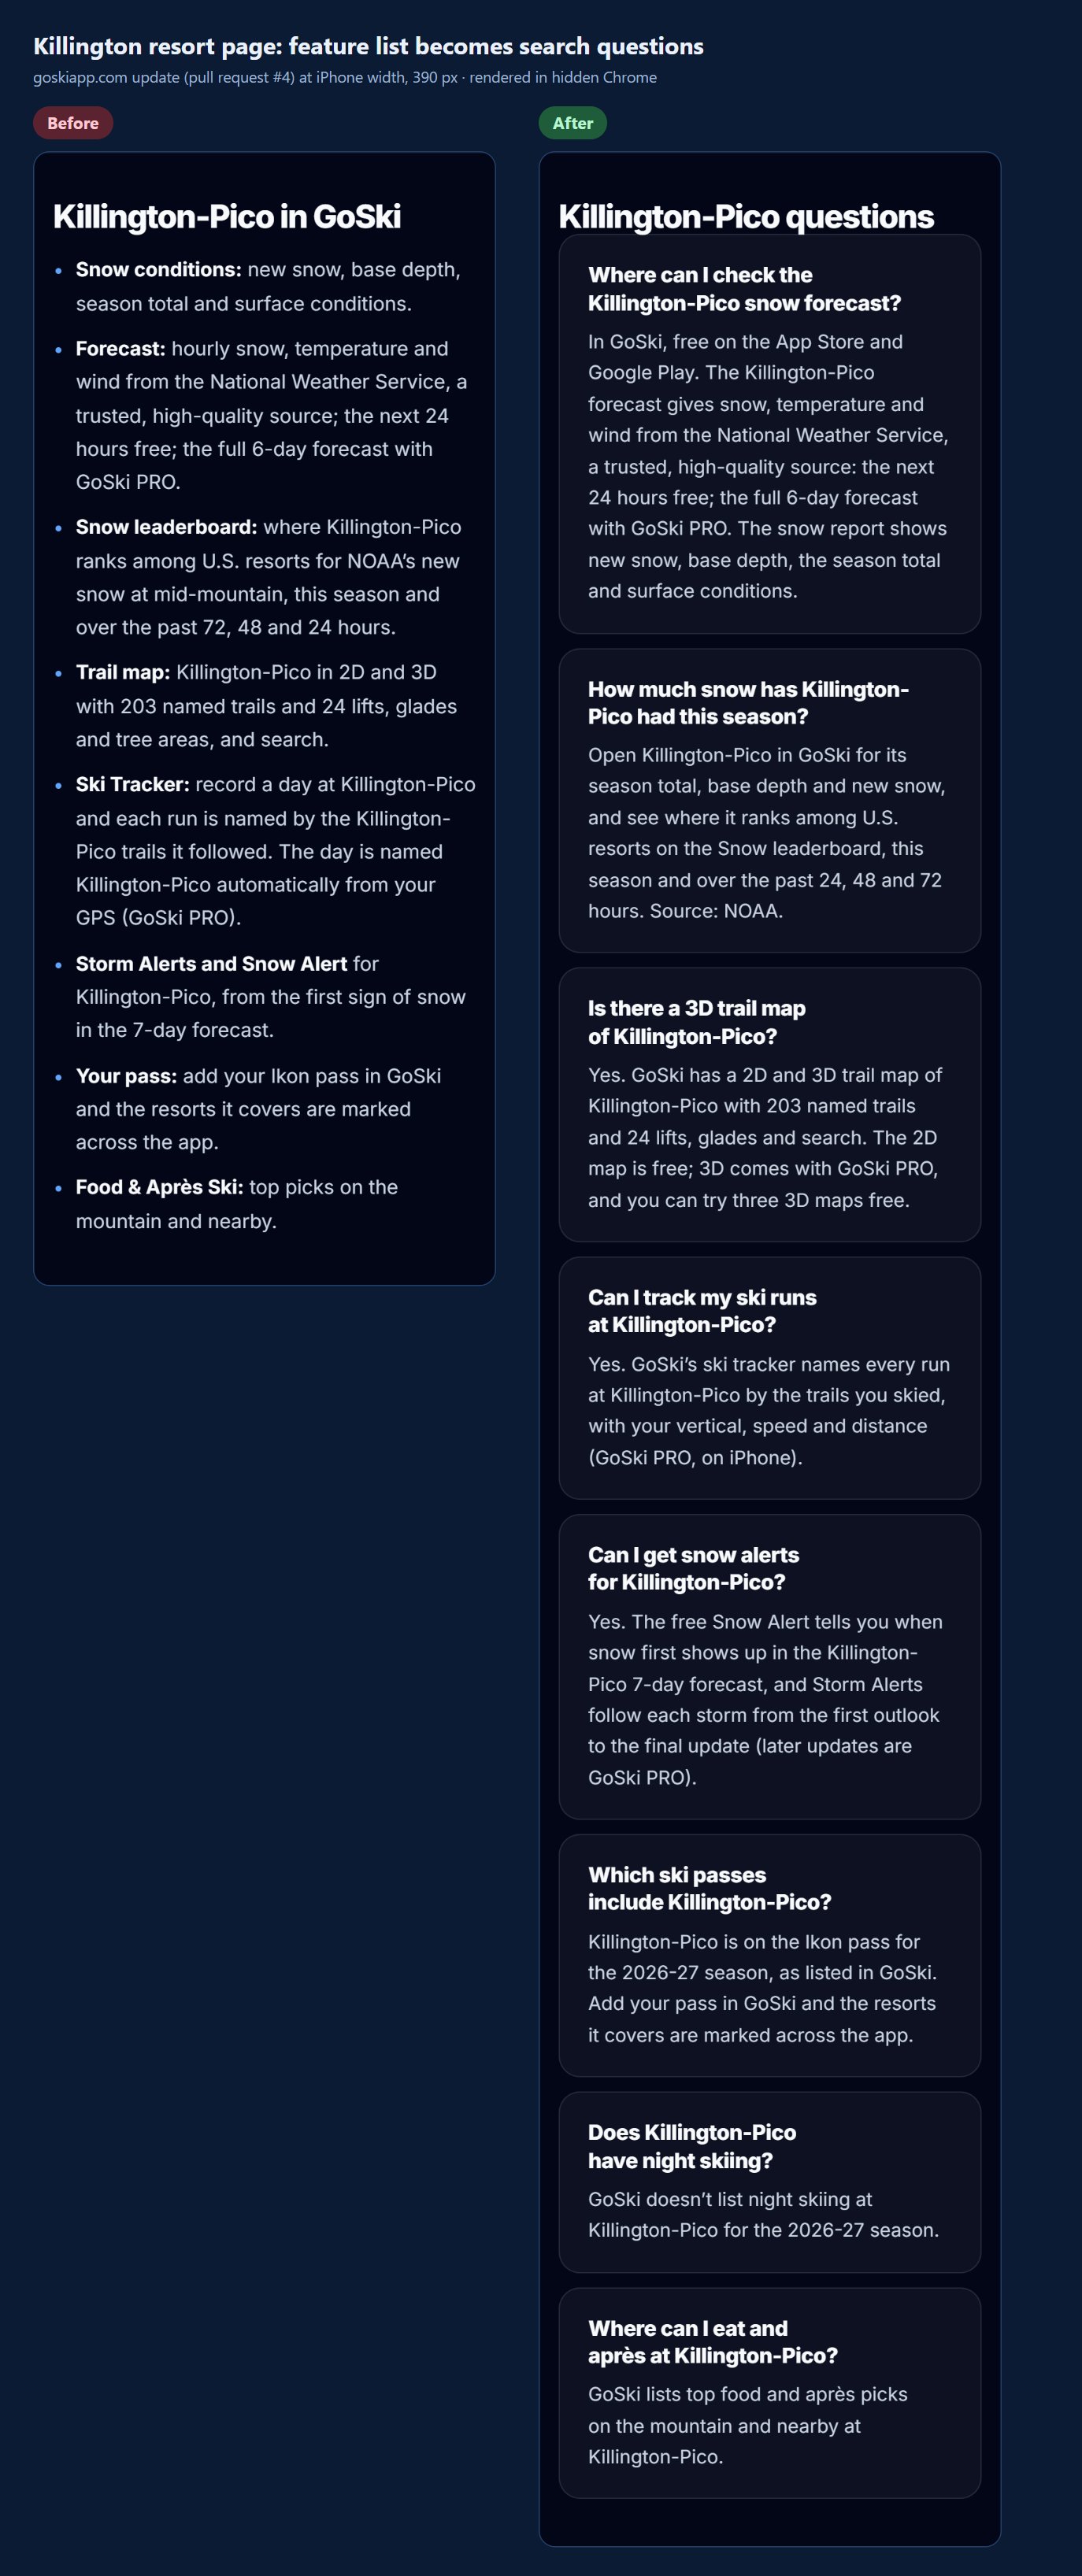 Killington resort page: feature list becomes search questions
goskiapp.com update (pull request #4) at iPhone width, 390 px · rendered in hidden Chrome
Before
Killington-Pico in GoSki
• Snow conditions: new snow, base depth,
season total and surface conditions.
• Forecast: hourly snow, temperature and
wind from the National Weather Service, a
trusted, high-quality source; the next 24
hours free; the full 6-day forecast with
GoSki PRO.
• Snow leaderboard: where Killington-Pico
ranks among U.S. resorts for NOAA’s new
snow at mid-mountain, this season and
over the past 72, 48 and 24 hours.
• Trail map: Killington-Pico in 2D and 3D
with 203 named trails and 24 lifts, glades
and tree areas, and search.
• Ski Tracker: record a day at Killington-Pico
and each run is named by the Killington-
Pico trails it followed. The day is named
Killington-Pico automatically from your
GPS (GoSki PRO).
• Storm Alerts and Snow Alert for
Killington-Pico, from the first sign of snow
in the 7-day forecast.
• Your pass: add your Ikon pass in GoSki
and the resorts it covers are marked
across the app.
• Food & Après Ski: top picks on the
mountain and nearby.
After
Killington-Pico questions
Where can I check the
Killington-Pico snow forecast?
In GoSki, free on the App Store and
Google Play. The Killington-Pico
forecast gives snow, temperature and
wind from the National Weather Service,
a trusted, high-quality source: the next
24 hours free; the full 6-day forecast
with GoSki PRO. The snow report shows
new snow, base depth, the season total
and surface conditions.
How much snow has Killington-
Pico had this season?
Open Killington-Pico in GoSki for its
season total, base depth and new snow,
and see where it ranks among U.S.
resorts on the Snow leaderboard, this
season and over the past 24, 48 and 72
hours. Source: NOAA.
Is there a 3D trail map
of Killington-Pico?
Yes. GoSki has a 2D and 3D trail map of
Killington-Pico with 203 named trails
and 24 lifts, glades and search. The 2D
map is free; 3D comes with GoSki PRO,
and you can try three 3D maps free.
Can I track my ski runs
at Killington-Pico?
Yes. GoSki’s ski tracker names every run
at Killington-Pico by the trails you skied,
with your vertical, speed and distance
(GoSki PRO, on iPhone).
Can I get snow alerts
for Killington-Pico?
Yes. The free Snow Alert tells you when
snow first shows up in the Killington-
Pico 7-day forecast, and Storm Alerts
follow each storm from the first outlook
to the final update (later updates are
GoSki PRO).
Which ski passes
include Killington-Pico?
Killington-Pico is on the Ikon pass for
the 2026-27 season, as listed in GoSki.
Add your pass in GoSki and the resorts
it covers are marked across the app.
Does Killington-Pico
have night skiing?
GoSki doesn’t list night skiing at
Killington-Pico for the 2026-27 season.
Where can I eat and
après at Killington-Pico?
GoSki lists top food and après picks
on the mountain and nearby at
Killington-Pico.